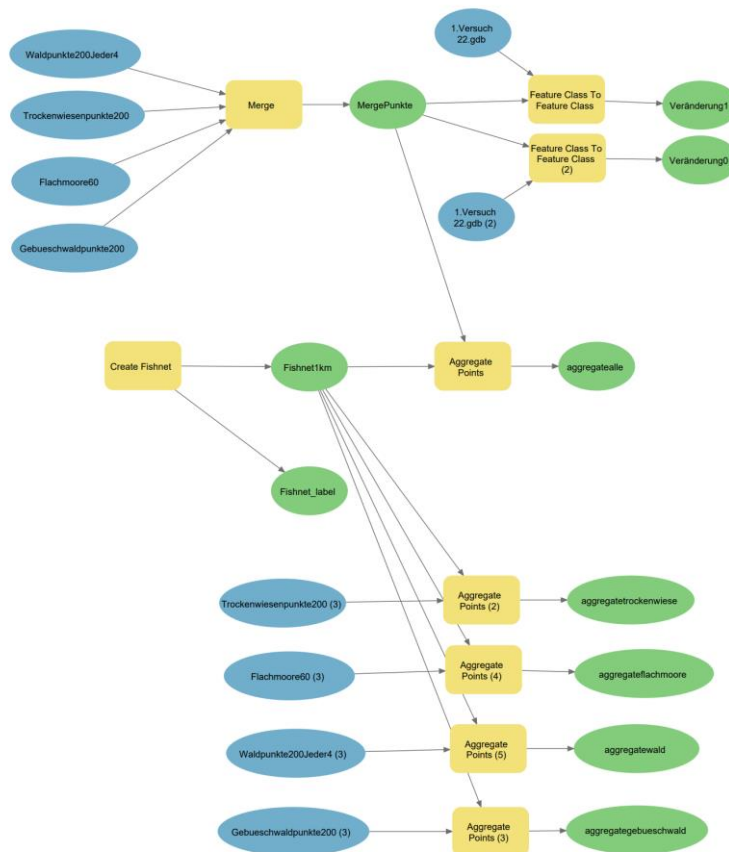 1.Versuch
22.gdb
Waldpunkte200Jeder4
Trockenwiesenpunkte200
Merge
MergePunkte
Feature Class To
Feature Class
Veränderung1
Flachmoore60
Feature Class To
Feature Class
(2)
Veränderung0
1.Versuch
22.gdb (2)
Gebueschwaldpunkte200
Create Fishnet
Fishnet1km
Aggregate
Points
aggregatealle
Fishnet_label
Trockenwiesenpunkte200 (3)
Aggregate
Points (2)
aggregatetrockenwiese
Flachmoore60 (3)
Aggregate
Points (4)
aggregateflachmoore
Waldpunkte200Jeder4 (3)
Aggregate
Points (5)
aggregatewald
Gebueschwaldpunkte200 (3)
Aggregate
Points (3)
aggregategebueschwald